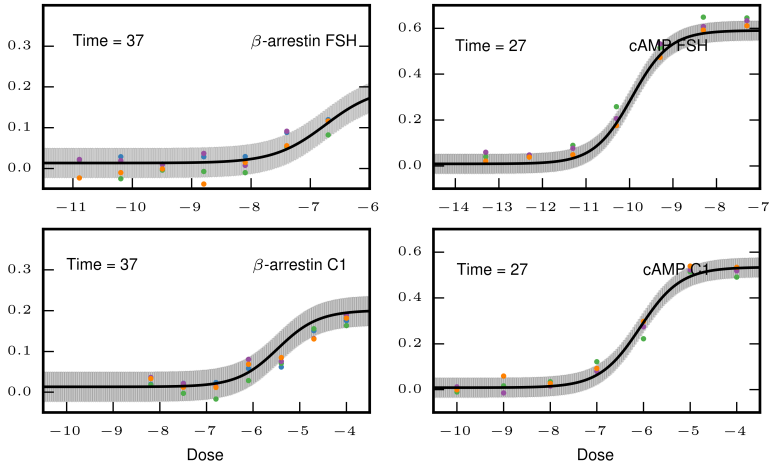 0.3
0.2
0.1
0.0
Time = 37
β-arrestin FSH
−11 −10 −9 −8 −7 −6
0.6
0.4
0.2
0.0
Time = 27
cAMP FSH
−14 −13 −12 −11 −10 −9 −8 −7
0.3
0.2
0.1
0.0
Time = 37
β-arrestin C1
−10 −9 −8 −7 −6 −5 −4
Dose
0.6
0.4
0.2
0.0
Time = 27
cAMP C1
−10 −9 −8 −7 −6 −5 −4
Dose